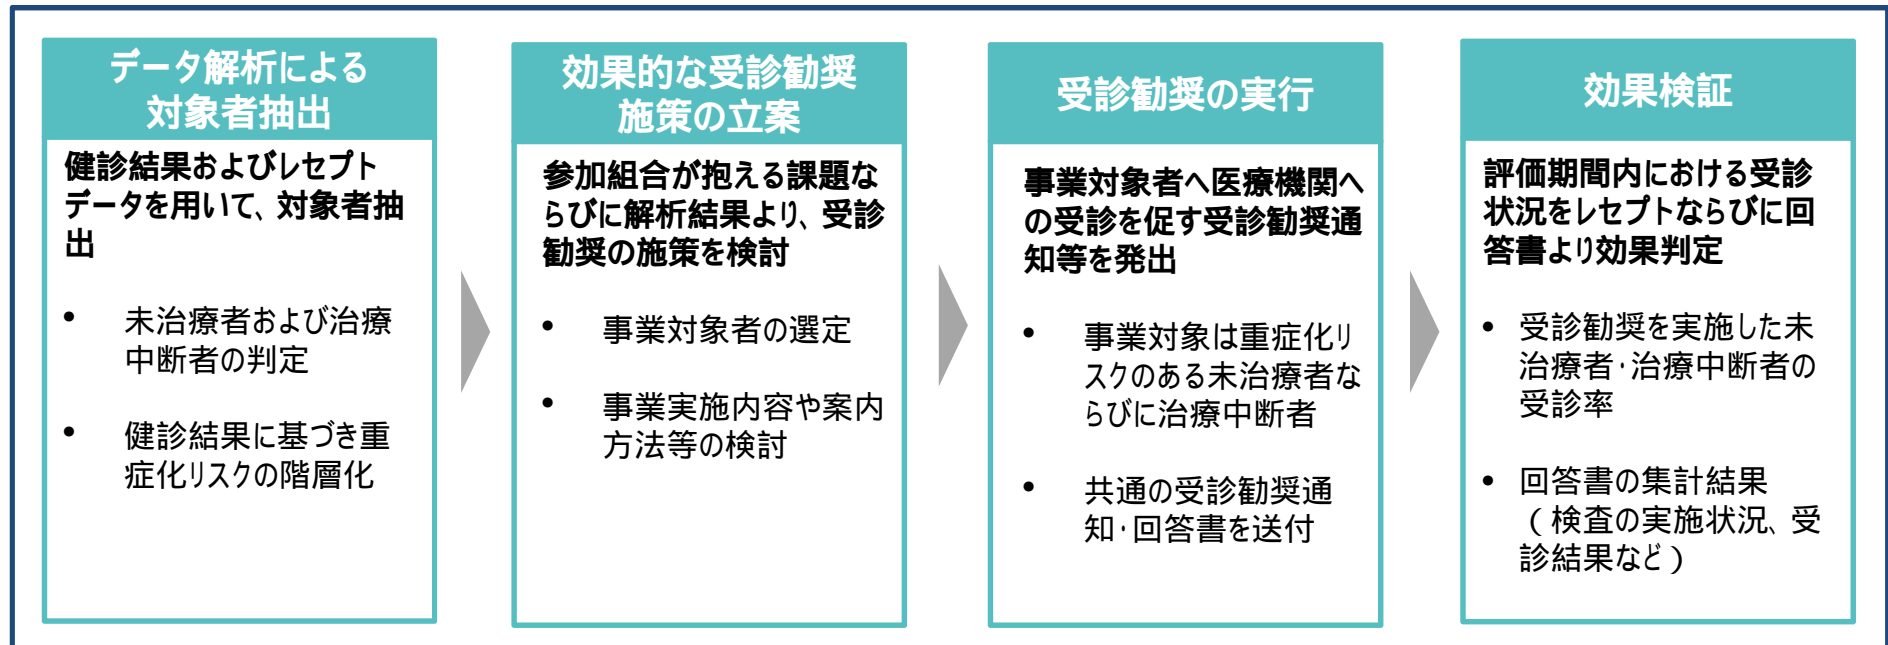 データ解析による
対象者抽出
健診結果およびレセプト
データを用いて、対象者抽
出
• 未治療者および治療
中断者の判定
• 健診結果に基づき重
症化リスクの階層化
効果的な受診勧奨
施策の立案
参加組合が抱える課題な
らびに解析結果より、受診
勧奨の施策を検討
• 事業対象者の選定
• 事業実施内容や案内
方法等の検討
受診勧奨の実行
事業対象者へ医療機関へ
の受診を促す受診勧奨通
知等を発出
• 事業対象は重症化リ
スクのある未治療者な
らびに治療中断者
• 共通の受診勧奨通
知・回答書を送付
効果検証
評価期間内における受診
状況をレセプトならびに回
答書より効果判定
• 受診勧奨を実施した未
治療者・治療中断者の
受診率
• 回答書の集計結果
(検査の実施状況、受
診結果など)